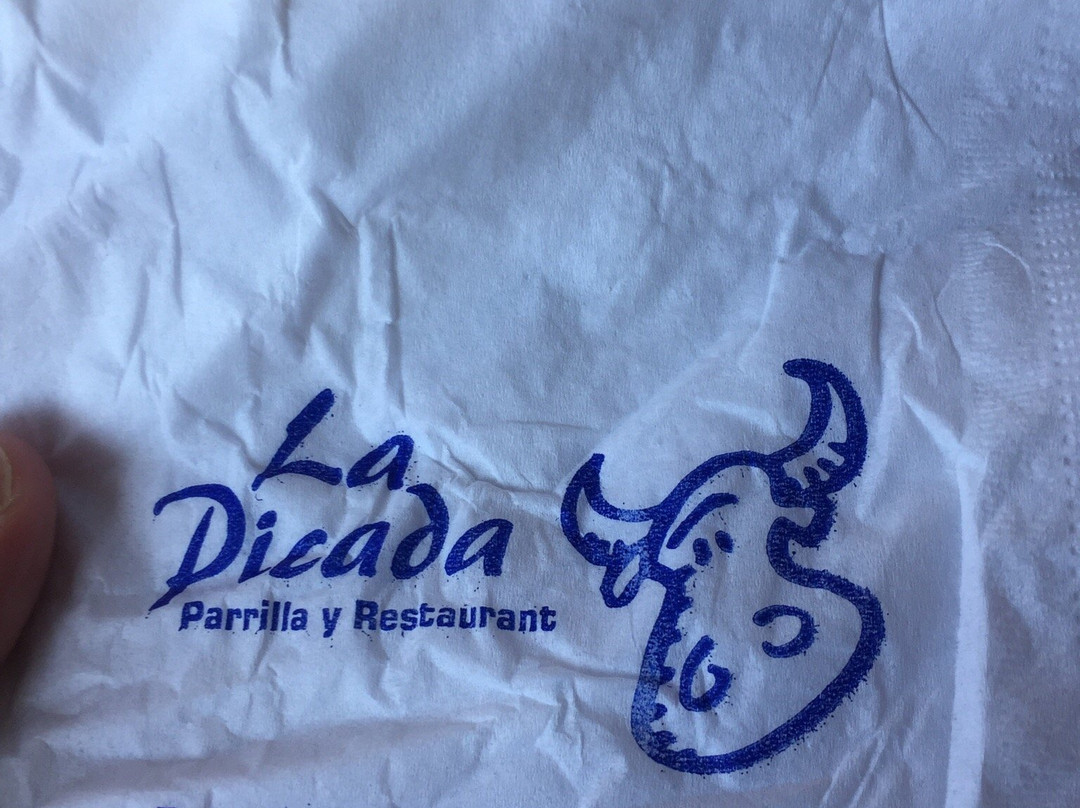 La
Picada
Parrilla y Restaurant